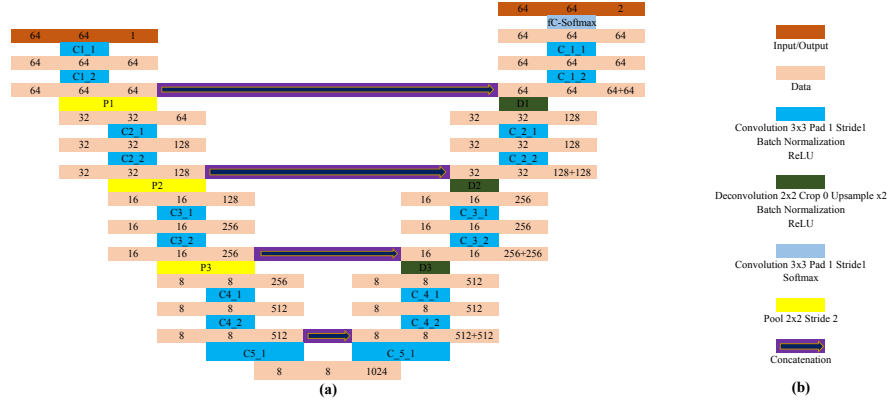 64 64 2
fC-Softmax
64 64 1
64 64 64
C1_1
C_1_1
64 64 64
64 64 64
C1_2
C_1_2
64 64 64
64 64 64+64
P1
D1
32 32 64
32 32 128
C2_1
C_2_1
32 32 128
32 32 128
C2_2
C_2_2
32 32 128
32 32 128+128
P2
D2
16 16 128
16 16 256
C3_1
C_3_1
16 16 256
16 16 256
C3_2
C_3_2
16 16 256
16 16 256+256
P3
D3
8 8 256
8 8 512
C4_1
C_4_1
8 8 512
8 8 512
C4_2
C_4_2
8 8 512
8 8 512+512
C5_1
C_5_1
8 8 1024
(a)
Input/Output
Data
Convolution 3x3 Pad 1 Stride1
Batch Normalization
ReLU
Deconvolution 2x2 Crop 0 Upsample x2
Batch Normalization
ReLU
Convolution 3x3 Pad 1 Stride1
Softmax
Pool 2x2 Stride 2
Concatenation
(b)